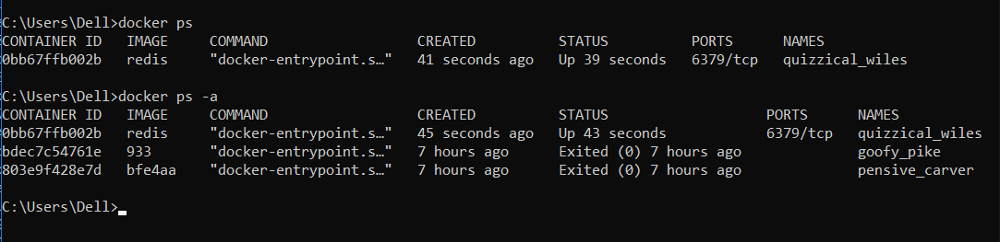 C:\Users\Dell>docker ps
CONTAINER ID   IMAGE     COMMAND                  CREATED          STATUS          PORTS      NAMES
0bb67ffb002b   redis     "docker-entrypoint.s…"   41 seconds ago   Up 39 seconds   6379/tcp   quizzical_wiles
C:\Users\Dell>docker ps -a
CONTAINER ID   IMAGE     COMMAND                  CREATED          STATUS                   PORTS      NAMES
0bb67ffb002b   redis     "docker-entrypoint.s…"   45 seconds ago   Up 43 seconds            6379/tcp   quizzical_wiles
bdec7c54761e   933       "docker-entrypoint.s…"   7 hours ago      Exited (0) 7 hours ago              goofy_pike
803e9f428e7d   bfe4aa    "docker-entrypoint.s…"   7 hours ago      Exited (0) 7 hours ago              pensive_carver
C:\Users\Dell>